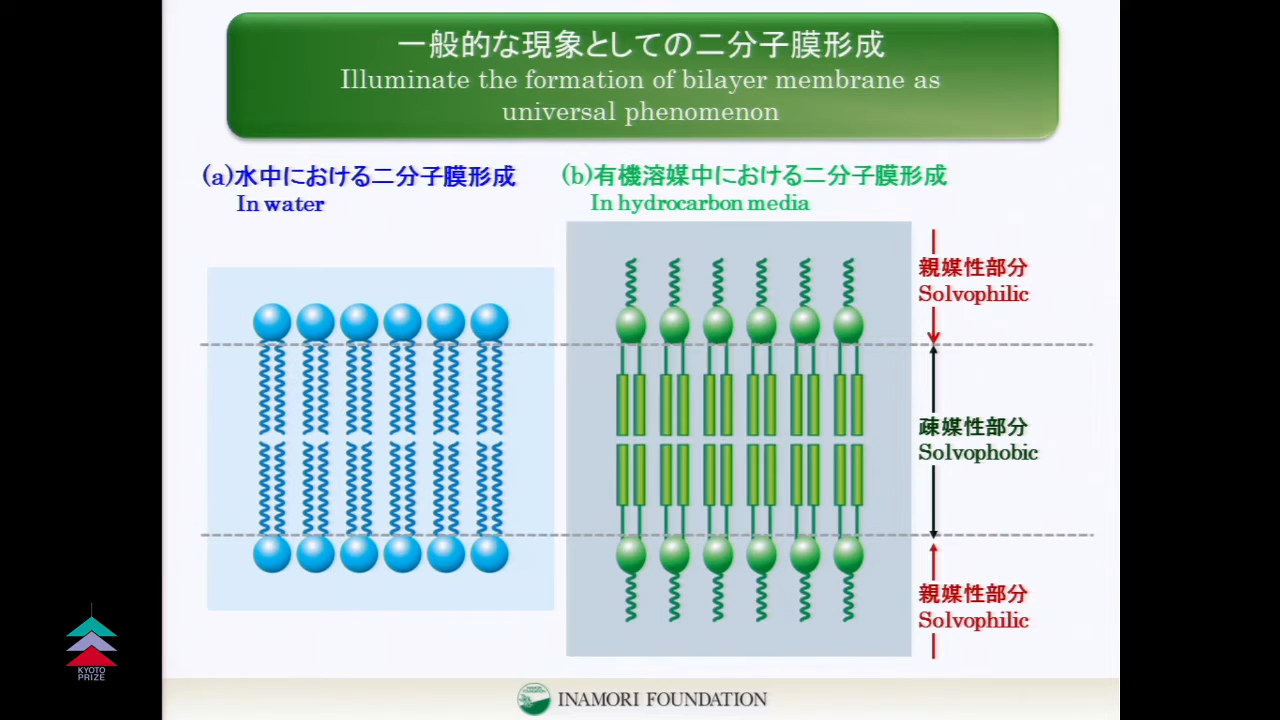 一般的な現象としての二分子膜形成
Illuminate the formation of bilayer membrane as
universal phenomenon
(a)水中における二分子膜形成
In water
(b)有機溶媒中における二分子膜形成
In hydrocarbon media
親媒性部分
Solvophilic
疎媒性部分
Solvophobic
親媒性部分
Solvophilic
KYOTO
PRIZE
INAMORI FOUNDATION